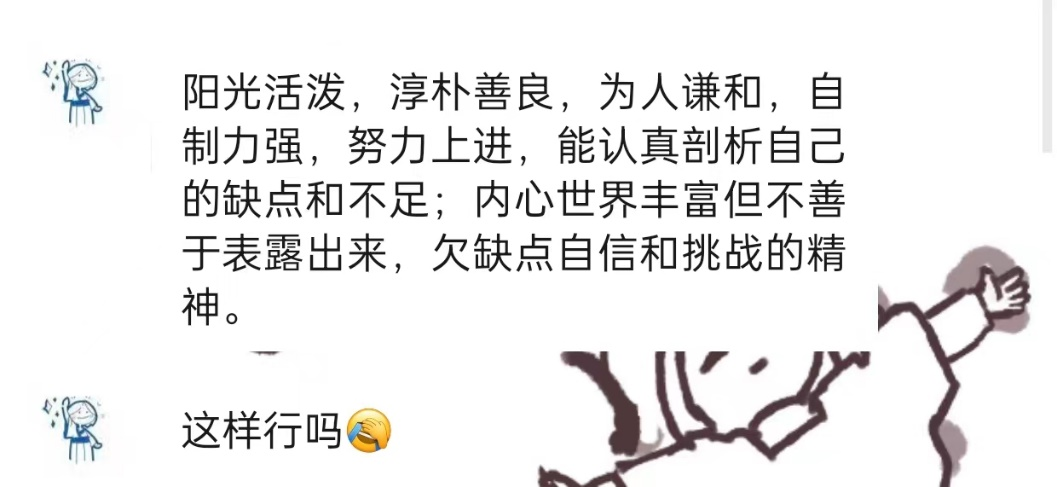 阳光活泼，淳朴善良，为人谦和，自
制力强，努力上进，能认真剖析自己
的缺点和不足；内心世界丰富但不善
于表露出来，欠缺点自信和挑战的精
神。
这样行吗🤦